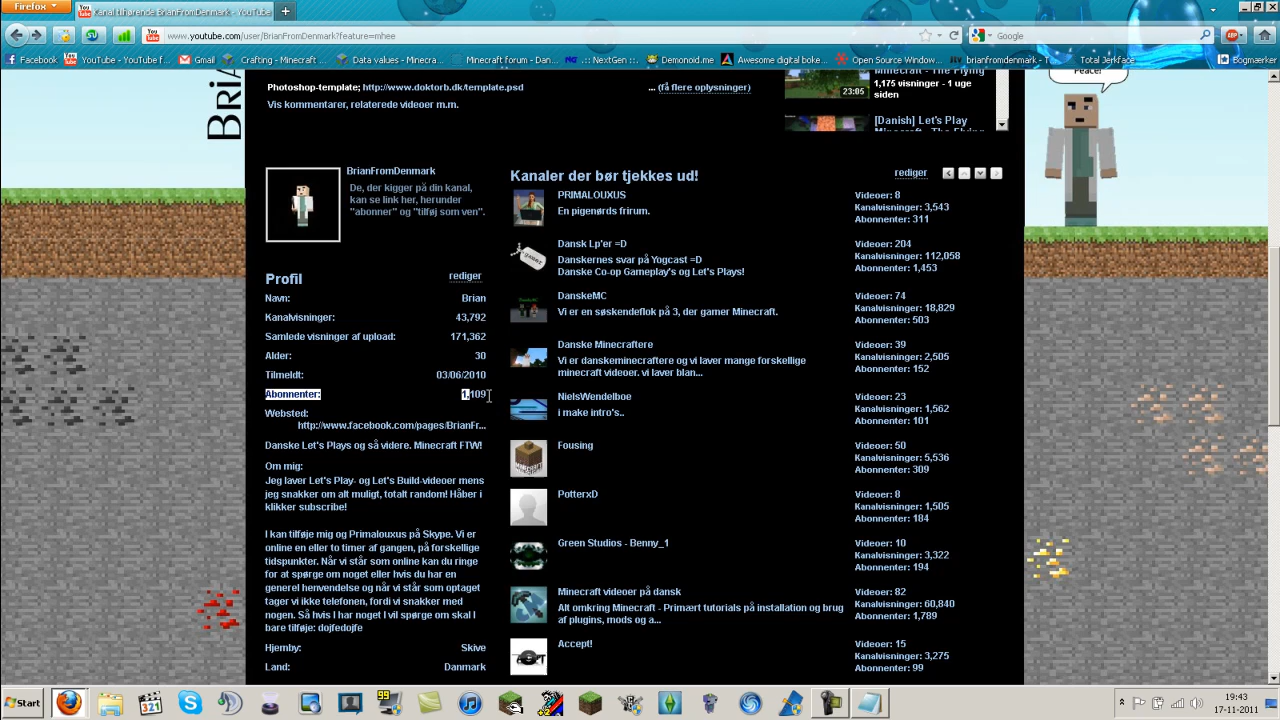 Firefox
Kanal tilhørende BrianFromDenmark - YouTube
www.youtube.com/user/BrianFromDenmark?feature=mhee
Google
Facebook
YouTube - YouTube f...
Gmail
Crafting - Minecraft ...
Data values - Minecra...
Minecraft forum - Dan...
.:: NextGen ::.
Demonoid.me
Awesome digital boke...
Open Source Window...
brianfromdenmark - J...
Total Jerkface
Bogmærker
Peace!
Photoshop-template; http://www.doktorb.dk/template.psd
... (få flere oplysninger)
Vis kommentarer, relaterede videoer m.m.
Minecraft - The Flying
1,175 visninger - 1 uge
siden
23:05
[Danish] Let's Play
Minecraft - The Flying
BrianFromDenmark
De, der kigger på din kanal,
kan se link her, herunder
"abonner" og "tilføj som ven".
Profil
rediger
Navn: Brian
Kanalvisninger: 43,792
Samlede visninger af upload: 171,362
Alder: 30
Tilmeldt: 03/06/2010
Abonnenter: 1,109
Websted:
http://www.facebook.com/pages/BrianFr...
Danske Let's Plays og så videre. Minecraft FTW!
Om mig:
Jeg laver Let's Play- og Let's Build-videoer mens
jeg snakker om alt muligt, totalt random! Håber i
klikker subscribe!
I kan tilføje mig og Primalouxus på Skype. Vi er
online en eller to timer af gangen, på forskellige
tidspunkter. Når vi står som online kan du ringe
for at spørge om noget eller hvis du har en
generel henvendelse og når vi står som optaget
tager vi ikke telefonen, fordi vi snakker med
nogen. Så hvis I har noget I vil spørge om skal I
bare tilføje: dojfedojfe
Hjemby: Skive
Land: Danmark
Kanaler der bør tjekkes ud!
rediger
PRIMALOUXUS
En pigenørds frirum.
Videoer: 8
Kanalvisninger: 3,543
Abonnenter: 311
Dansk Lp'er =D
Danskernes svar på Yogcast =D
Danske Co-op Gameplay's og Let's Plays!
Videoer: 204
Kanalvisninger: 112,058
Abonnenter: 1,453
DanskeMC
Vi er en søskendeflok på 3, der gamer Minecraft.
Videoer: 74
Kanalvisninger: 18,829
Abonnenter: 503
Danske Minecraftere
Vi er danskeminecraftere og vi laver mange forskellige
minecraft videoer. vi laver blan...
Videoer: 39
Kanalvisninger: 2,505
Abonnenter: 152
NielsWendelboe
i make intro's..
Videoer: 23
Kanalvisninger: 1,562
Abonnenter: 101
Fousing
Videoer: 50
Kanalvisninger: 5,536
Abonnenter: 309
PotterxD
Videoer: 8
Kanalvisninger: 1,505
Abonnenter: 184
Green Studios - Benny_1
Videoer: 10
Kanalvisninger: 3,322
Abonnenter: 194
Minecraft videoer på dansk
Alt omkring Minecraft - Primært tutorials på installation og brug
af plugins, mods og a...
Videoer: 82
Kanalvisninger: 60,840
Abonnenter: 1,789
Accept!
Videoer: 15
Kanalvisninger: 3,275
Abonnenter: 99
Start
19:43
17-11-2011